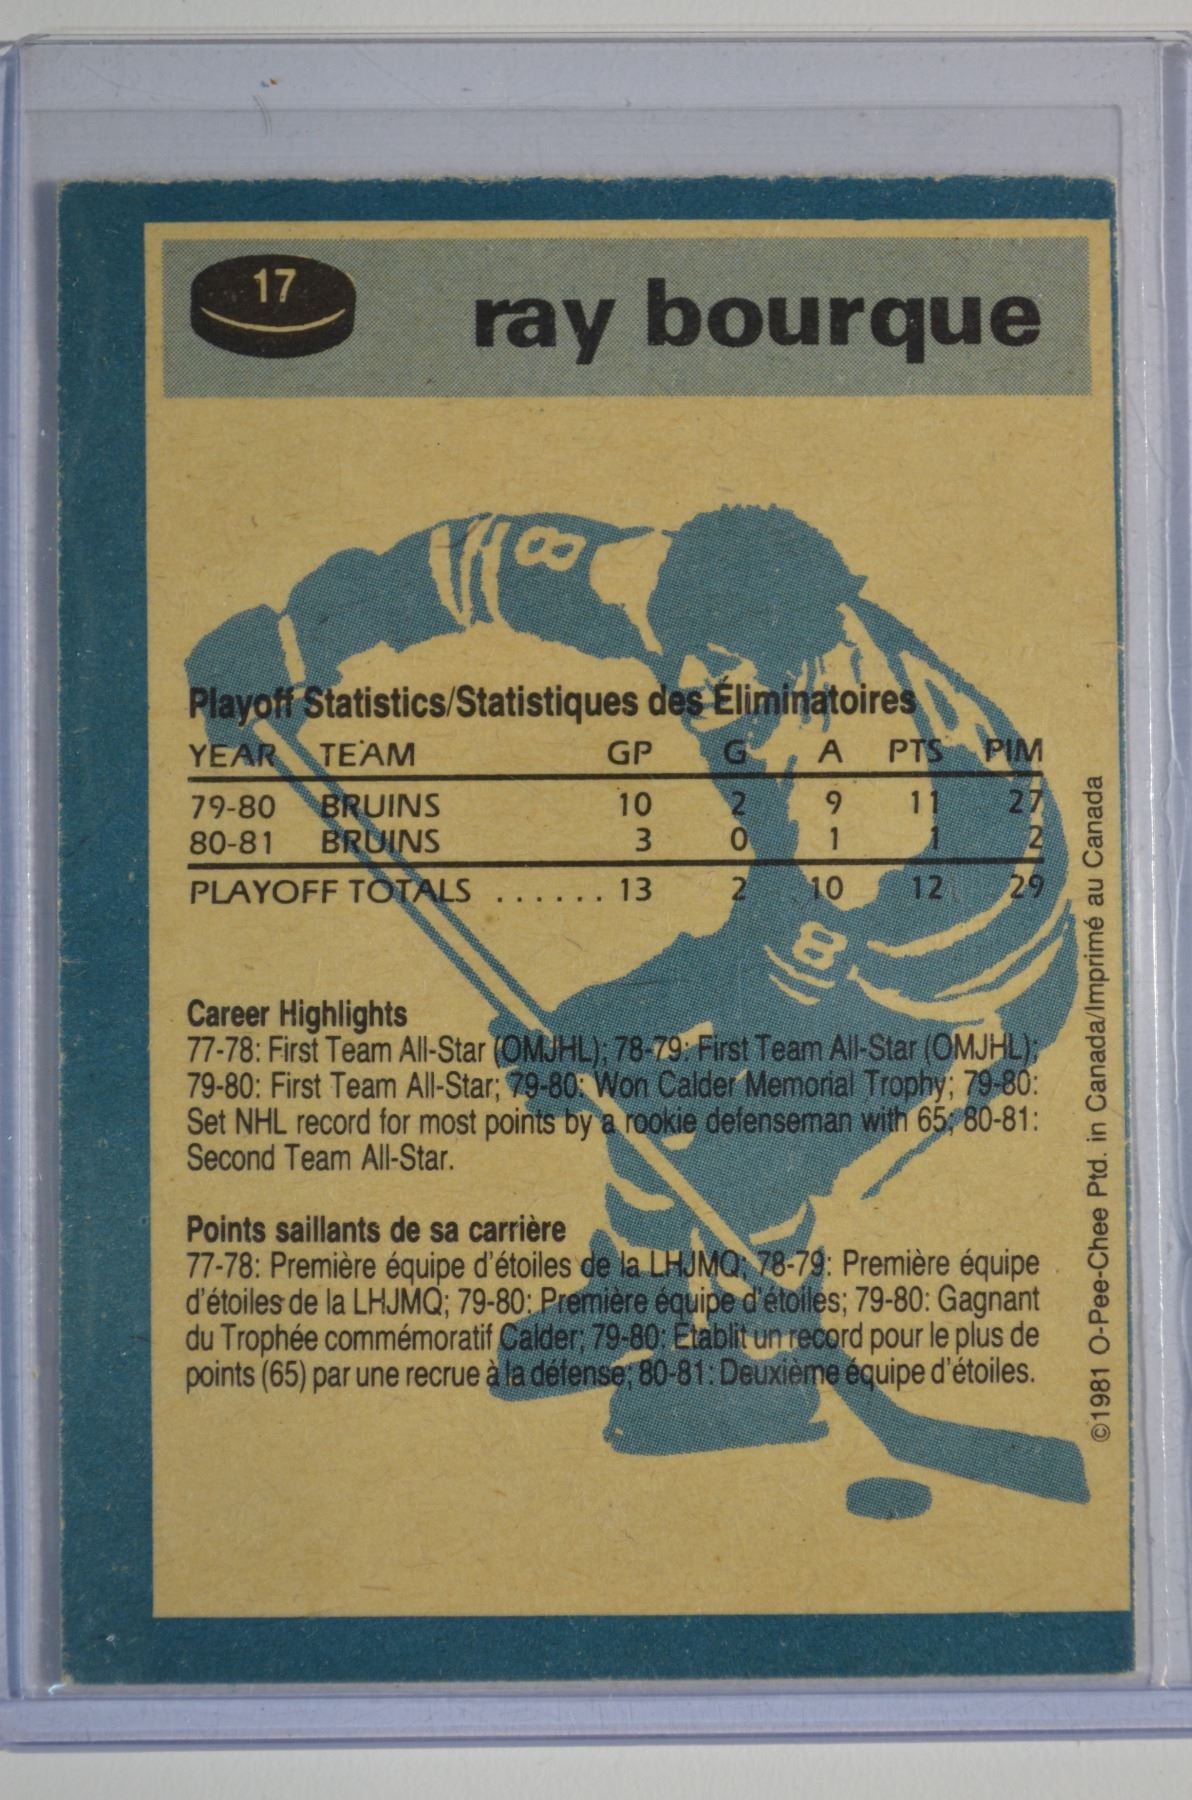 17
ray bourque
8
Playoff Statistics/Statistiques des Éliminatoires
YEAR TEAM GP G A PTS PIM
79-80 BRUINS 10 2 9 11 27
80-81 BRUINS 3 0 1 1 2
PLAYOFF TOTALS ...... 13 2 10 12 29
8
Career Highlights
77-78: First Team All-Star (OMJHL); 78-79: First Team All-Star (OMJHL);
79-80: First Team All-Star; 79-80: Won Calder Memorial Trophy; 79-80:
Set NHL record for most points by a rookie defenseman with 65; 80-81:
Second Team All-Star.
Points saillants de sa carrière
77-78: Première équipe d'étoiles de la LHJMQ; 78-79: Première équipe
d'étoiles de la LHJMQ; 79-80: Première équipe d'étoiles; 79-80: Gagnant
du Trophée commémoratif Calder; 79-80: Établit un record pour le plus de
points (65) par une recrue à la défense; 80-81: Deuxième équipe d'étoiles.
©1981 O-Pee-Chee Ptd. in Canada/Imprimé au Canada